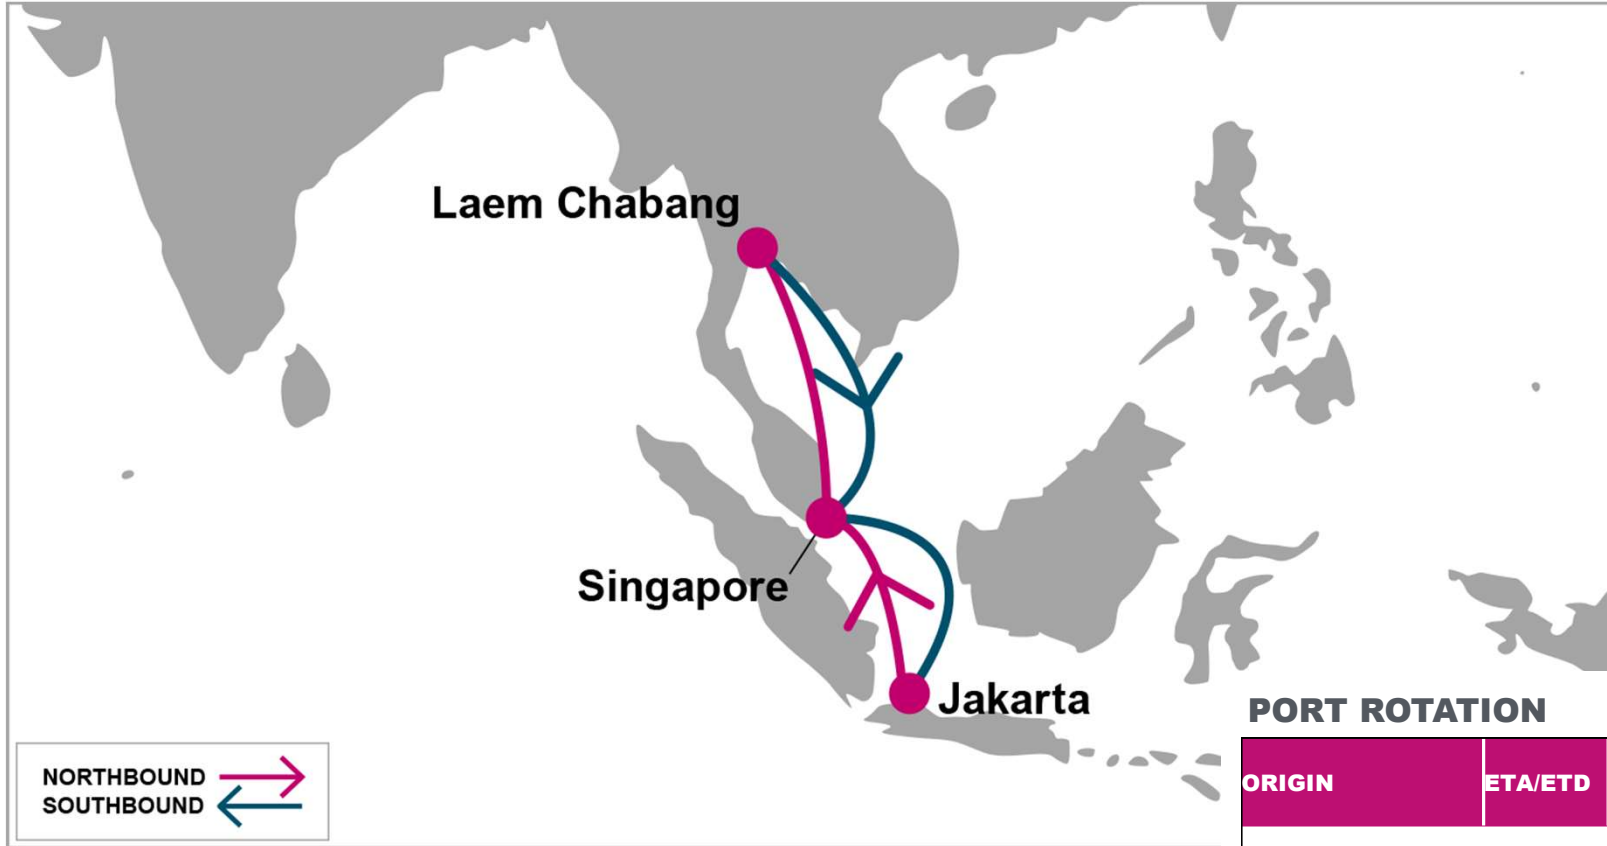 Laem Chabang
Singapore
Jakarta
NORTHBOUND
SOUTHBOUND
PORT ROTATION
ORIGIN ETA/ETD